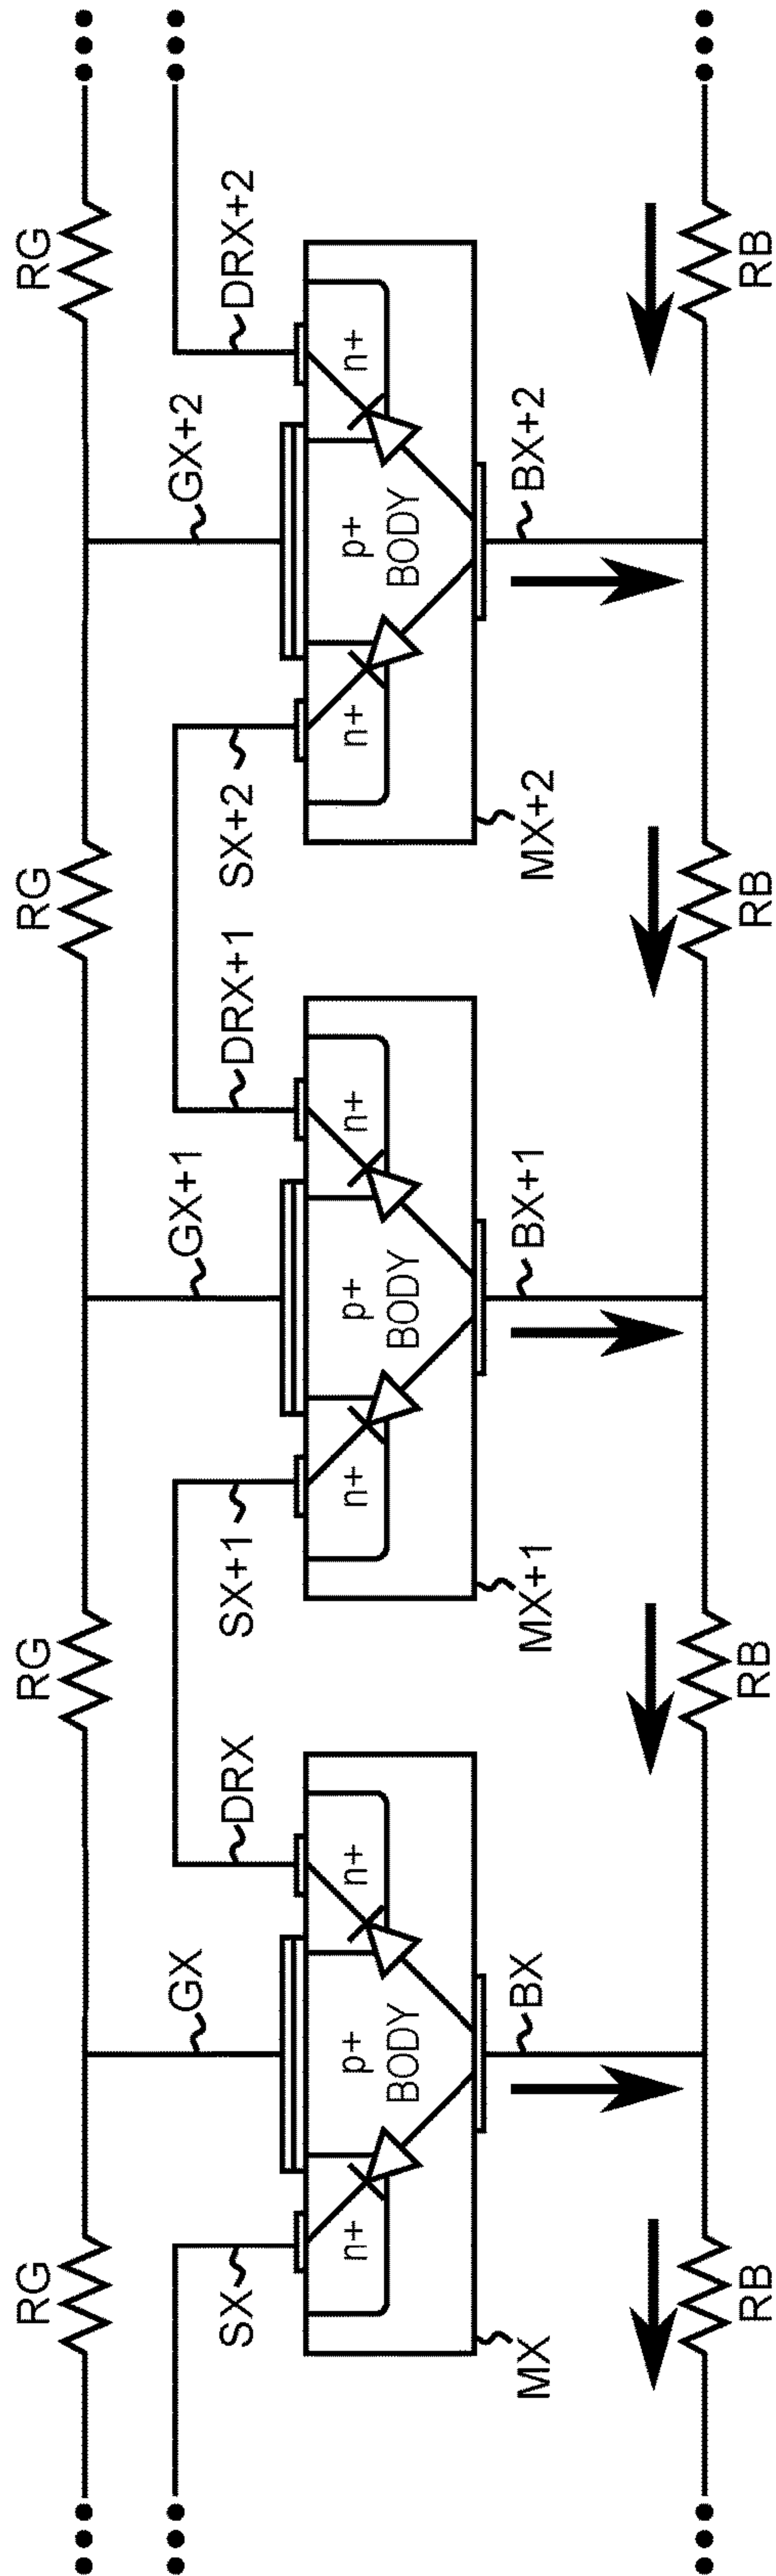 RG
RG
RG
RG
SX
GX
DRX
SX+1
GX+1
DRX+1
SX+2
GX+2
DRX+2
n+
p+
BODY
n+
n+
p+
BODY
n+
n+
p+
BODY
n+
MX
BX
MX+1
BX+1
MX+2
BX+2
RB
RB
RB
RB